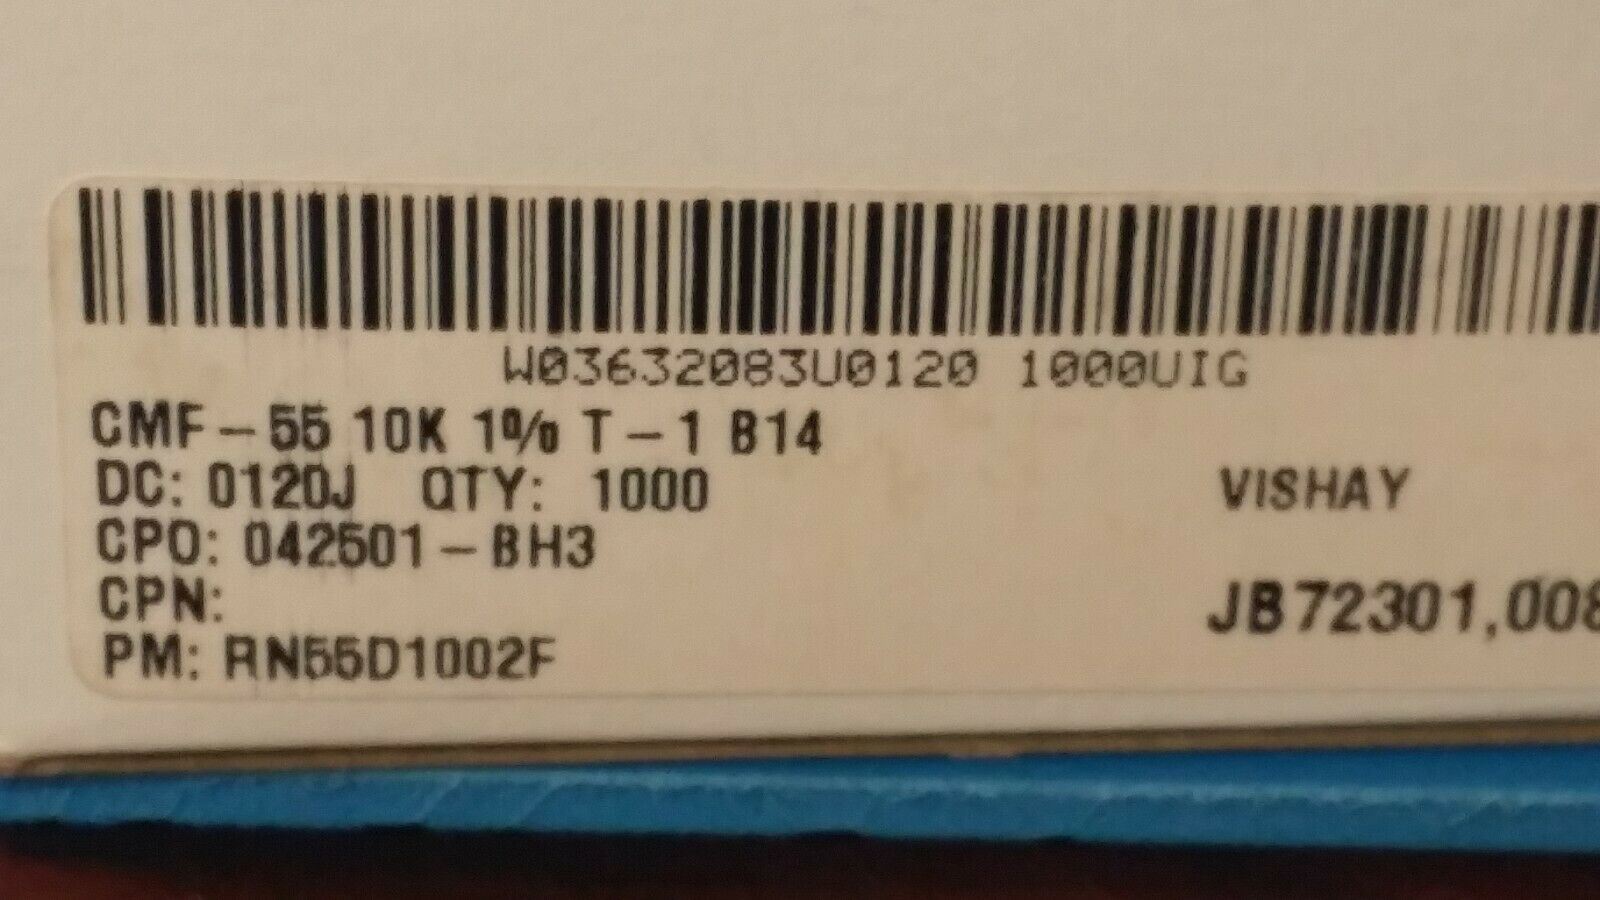 W03632083U0120 1000UIG
CMF-55 10K 1% T-1 B14
DC: 0120J QTY: 1000
VISHAY
CPO: 042501-BH3
CPN:
JB72301,008
PM: RN55D1002F